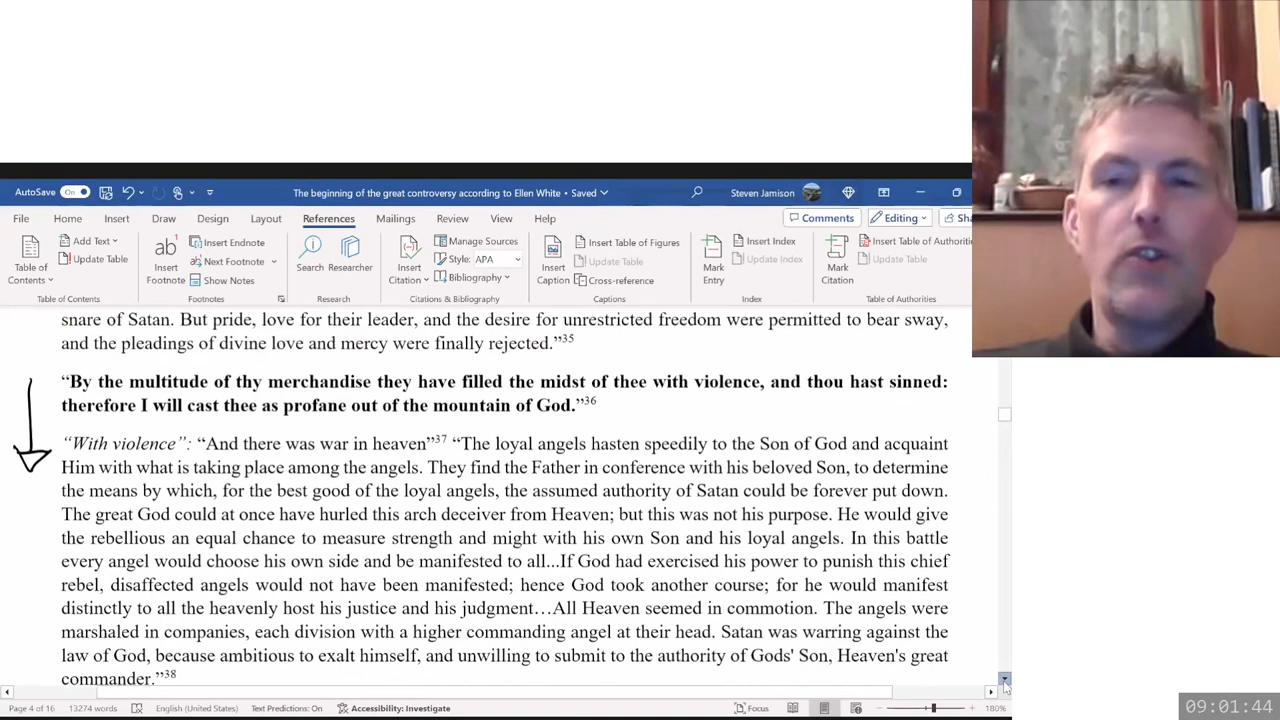 AutoSave On The beginning of the great controversy according to Ellen White • Saved Steven Jamison
File Home Insert Draw Design Layout References Mailings Review View Help Comments Editing Sha
Table of Contents
Add Text
Update Table
Table of Contents
ab
Insert Footnote
Insert Endnote
Next Footnote
Show Notes
Footnotes
Search
Researcher
Research
Insert Citation
Manage Sources
Style: APA
Bibliography
Citations & Bibliography
Insert Caption
Insert Table of Figures
Update Table
Cross-reference
Captions
Mark Entry
Insert Index
Update Index
Index
Mark Citation
Insert Table of Authoritie
Update Table
Table of Authorities
snare of Satan. But pride, love for their leader, and the desire for unrestricted freedom were permitted to bear sway,
and the pleadings of divine love and mercy were finally rejected.”35
“By the multitude of thy merchandise they have filled the midst of thee with violence, and thou hast sinned:
therefore I will cast thee as profane out of the mountain of God.”36
“With violence”: “And there was war in heaven”37 “The loyal angels hasten speedily to the Son of God and acquaint
Him with what is taking place among the angels. They find the Father in conference with his beloved Son, to determine
the means by which, for the best good of the loyal angels, the assumed authority of Satan could be forever put down.
The great God could at once have hurled this arch deceiver from Heaven; but this was not his purpose. He would give
the rebellious an equal chance to measure strength and might with his own Son and his loyal angels. In this battle
every angel would choose his own side and be manifested to all...If God had exercised his power to punish this chief
rebel, disaffected angels would not have been manifested; hence God took another course; for he would manifest
distinctly to all the heavenly host his justice and his judgment…All Heaven seemed in commotion. The angels were
marshaled in companies, each division with a higher commanding angel at their head. Satan was warring against the
law of God, because ambitious to exalt himself, and unwilling to submit to the authority of Gods' Son, Heaven's great
commander.”38
Page 4 of 16 13274 words English (United States) Text Predictions: On Accessibility: Investigate Focus 180%
09:01:44